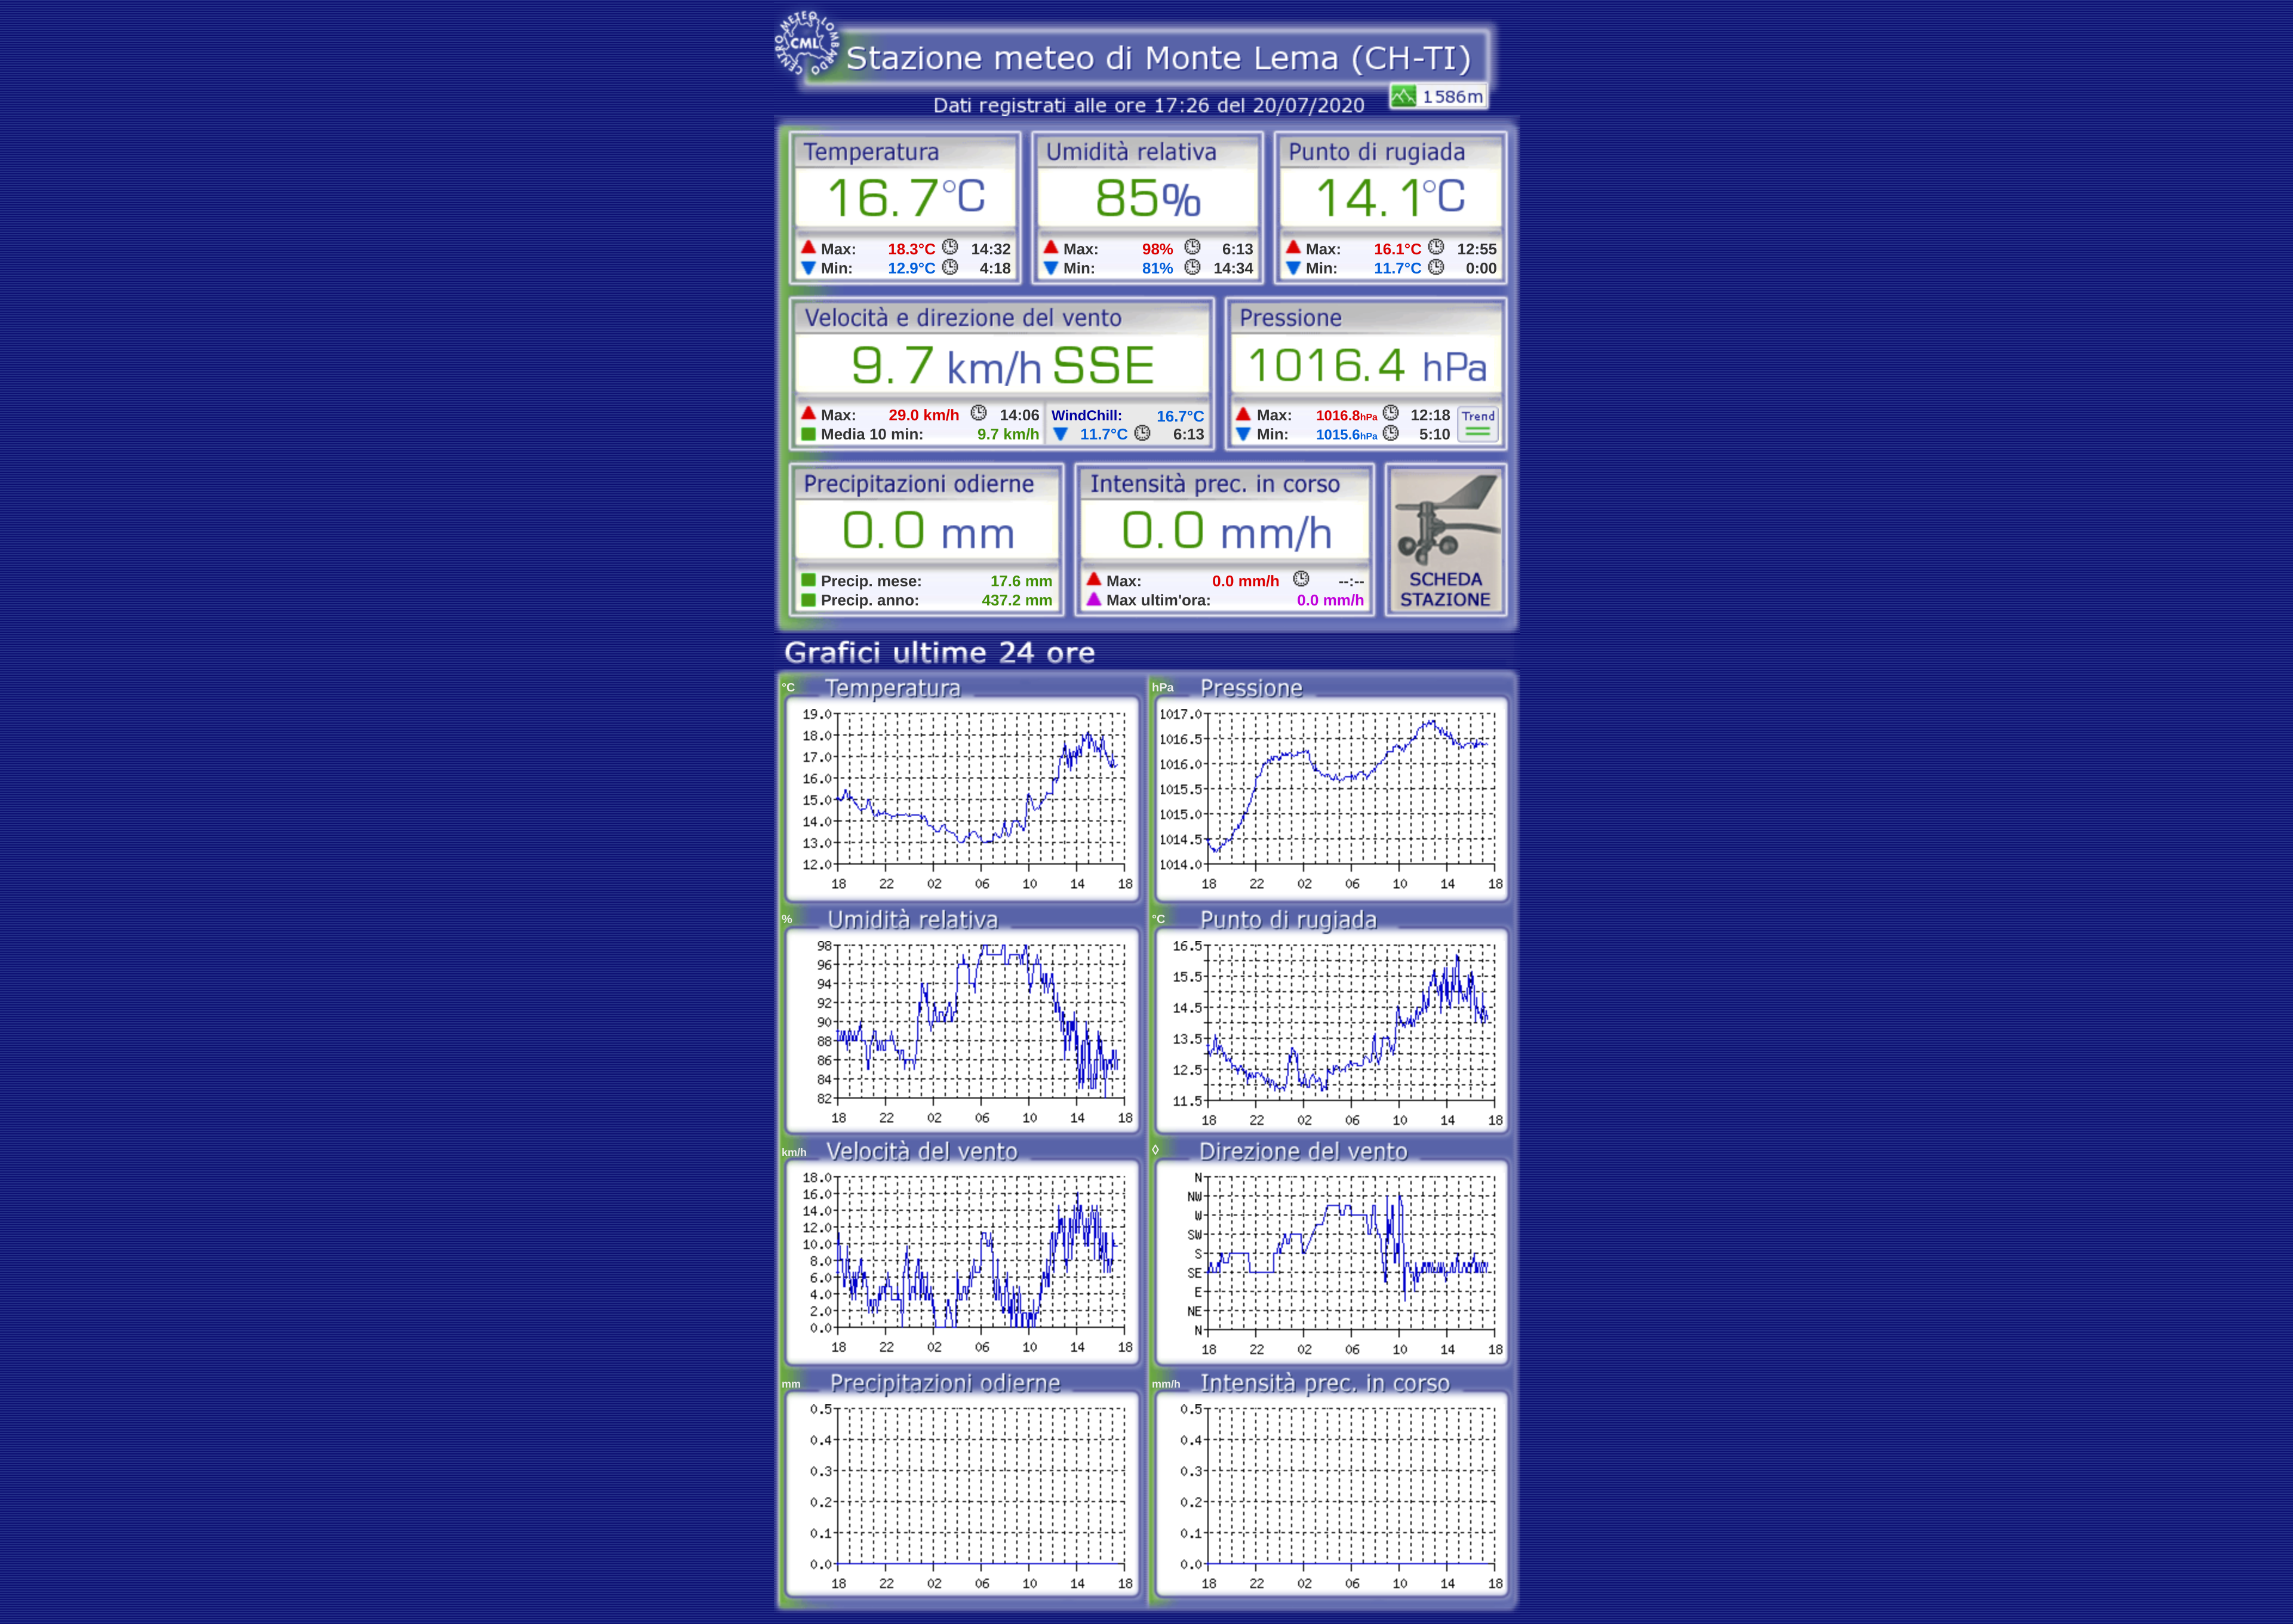 CENTRO METEO LOMBARDO
CML
Stazione meteo di Monte Lema (CH-TI)
1586m
Dati registrati alle ore 17:26 del 20/07/2020
Temperatura
16.7°C
Max: 18.3°C 14:32
Min: 12.9°C 4:18
Umidità relativa
85%
Max: 98% 6:13
Min: 81% 14:34
Punto di rugiada
14.1°C
Max: 16.1°C 12:55
Min: 11.7°C 0:00
Velocità e direzione del vento
9.7 km/h SSE
Max: 29.0 km/h 14:06
Media 10 min: 9.7 km/h
WindChill: 16.7°C
11.7°C 6:13
Pressione
1016.4 hPa
Max: 1016.8hPa 12:18
Min: 1015.6hPa 5:10
Trend
Precipitazioni odierne
0.0 mm
Precip. mese: 17.6 mm
Precip. anno: 437.2 mm
Intensità prec. in corso
0.0 mm/h
Max: 0.0 mm/h --:--
Max ultim'ora: 0.0 mm/h
SCHEDA
STAZIONE
Grafici ultime 24 ore
°C Temperatura
19.0
18.0
17.0
16.0
15.0
14.0
13.0
12.0
18 22 02 06 10 14 18
hPa Pressione
1017.0
1016.5
1016.0
1015.5
1015.0
1014.5
1014.0
18 22 02 06 10 14 18
% Umidità relativa
98
96
94
92
90
88
86
84
82
18 22 02 06 10 14 18
°C Punto di rugiada
16.5
15.5
14.5
13.5
12.5
11.5
18 22 02 06 10 14 18
km/h Velocità del vento
18.0
16.0
14.0
12.0
10.0
8.0
6.0
4.0
2.0
0.0
18 22 02 06 10 14 18
◊ Direzione del vento
N
NW
W
SW
S
SE
E
NE
N
18 22 02 06 10 14 18
mm Precipitazioni odierne
0.5
0.4
0.3
0.2
0.1
0.0
18 22 02 06 10 14 18
mm/h Intensità prec. in corso
0.5
0.4
0.3
0.2
0.1
0.0
18 22 02 06 10 14 18